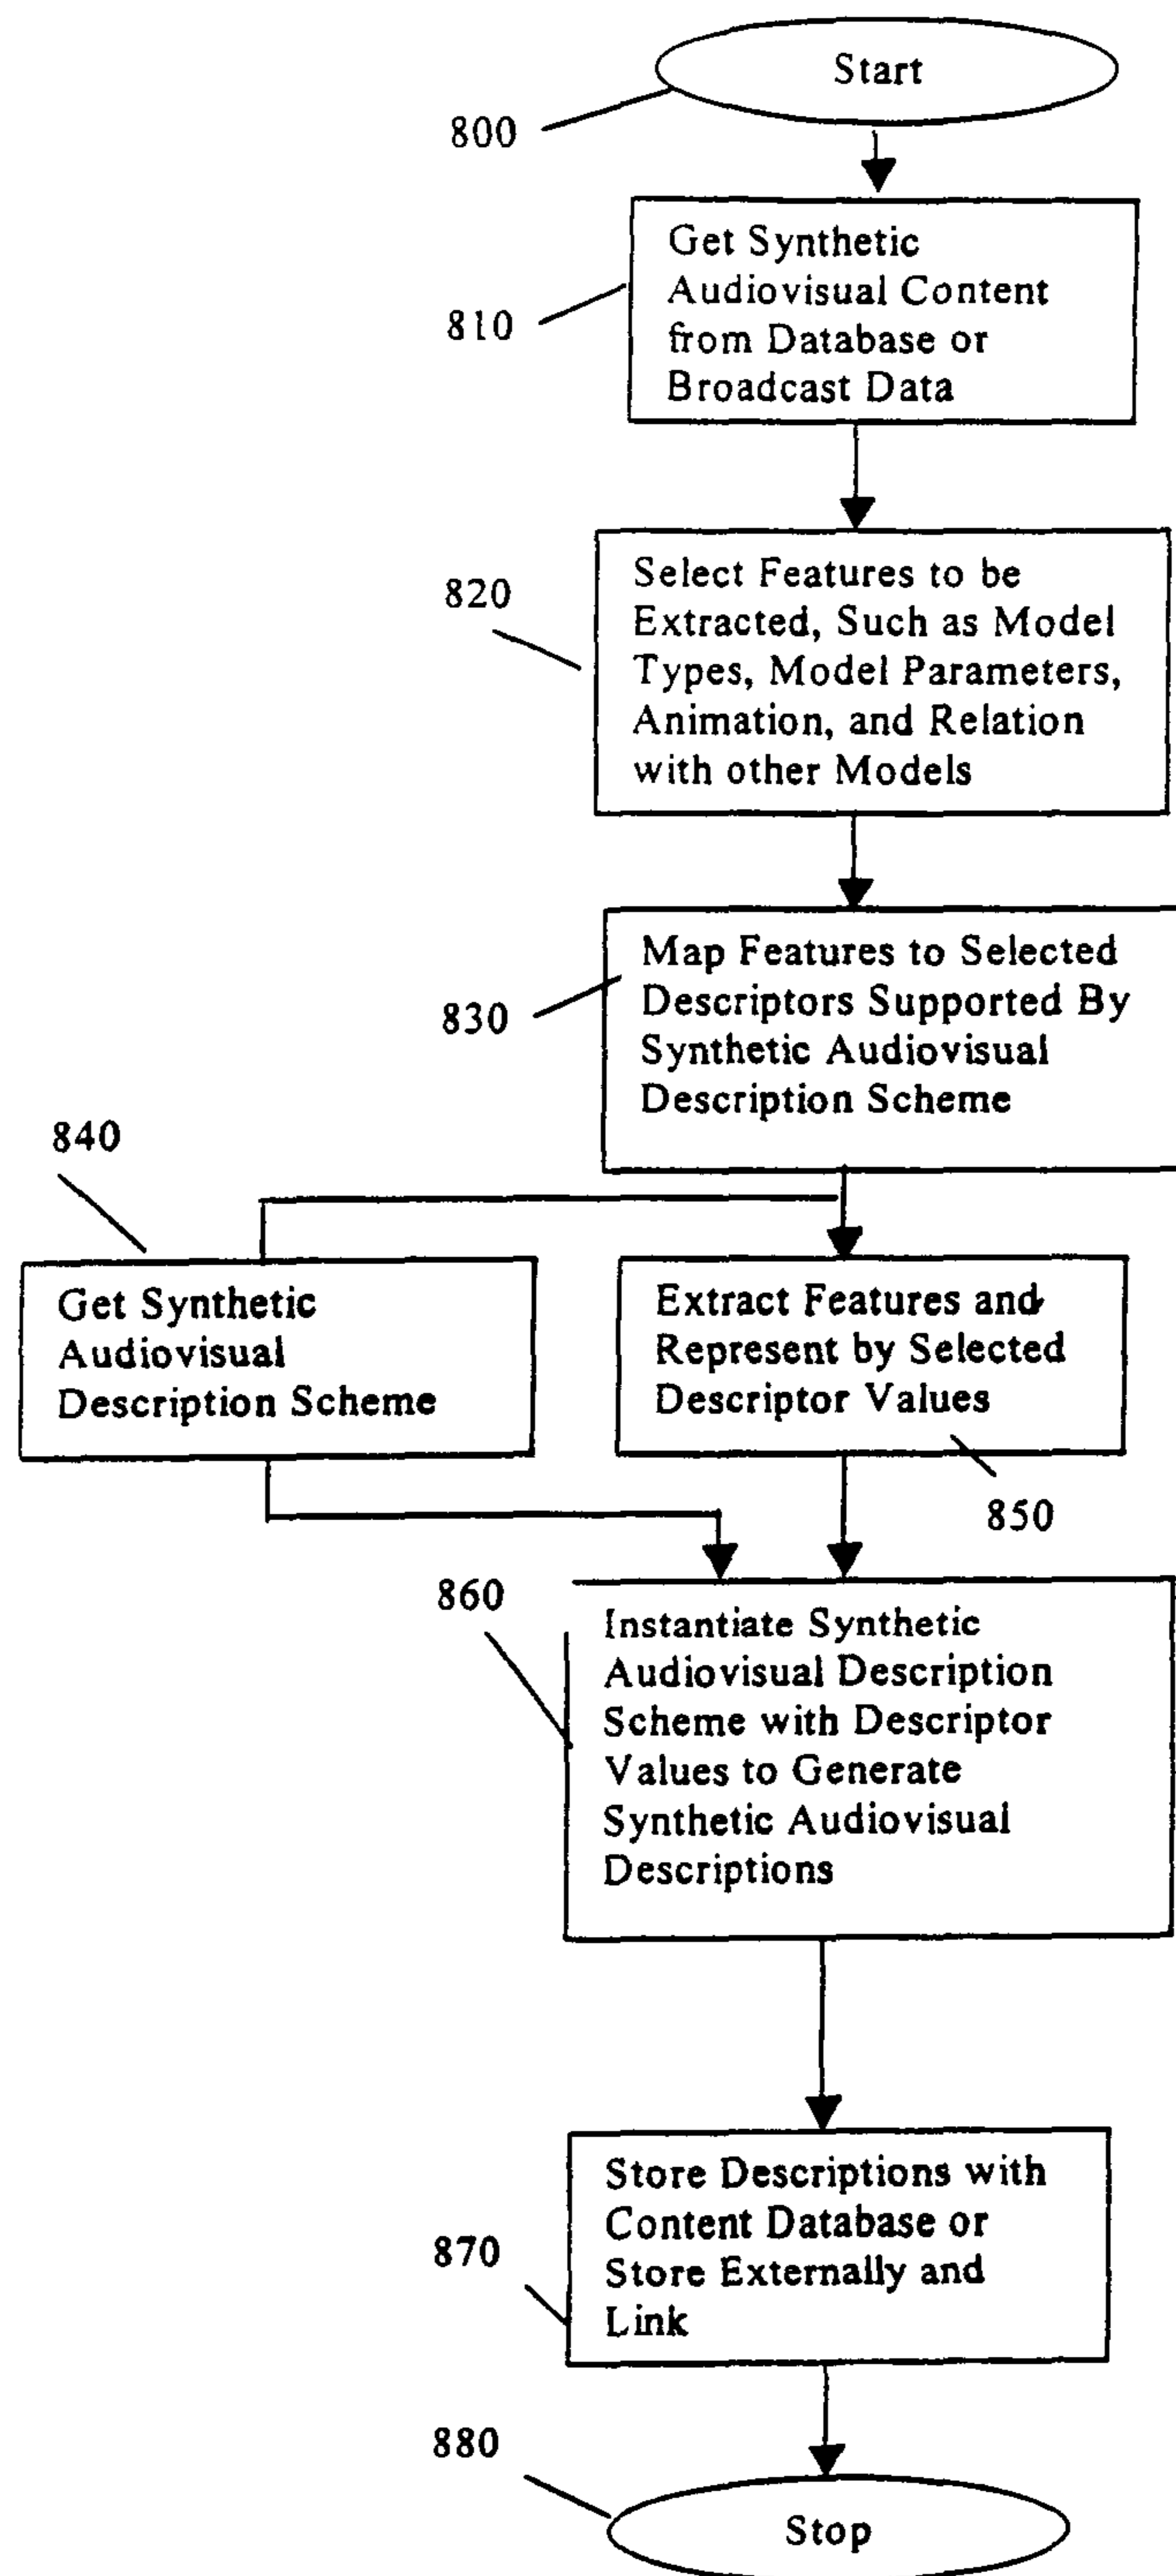 Start
800
Get Synthetic
Audiovisual Content
from Database or
Broadcast Data
810
Select Features to be
Extracted, Such as Model
Types, Model Parameters,
Animation, and Relation
with other Models
820
Map Features to Selected
Descriptors Supported By
Synthetic Audiovisual
Description Scheme
830
840
Get Synthetic
Audiovisual
Description Scheme
Extract Features and
Represent by Selected
Descriptor Values
850
860
Instantiate Synthetic
Audiovisual Description
Scheme with Descriptor
Values to Generate
Synthetic Audiovisual
Descriptions
Store Descriptions with
Content Database or
Store Externally and
Link
870
880
Stop